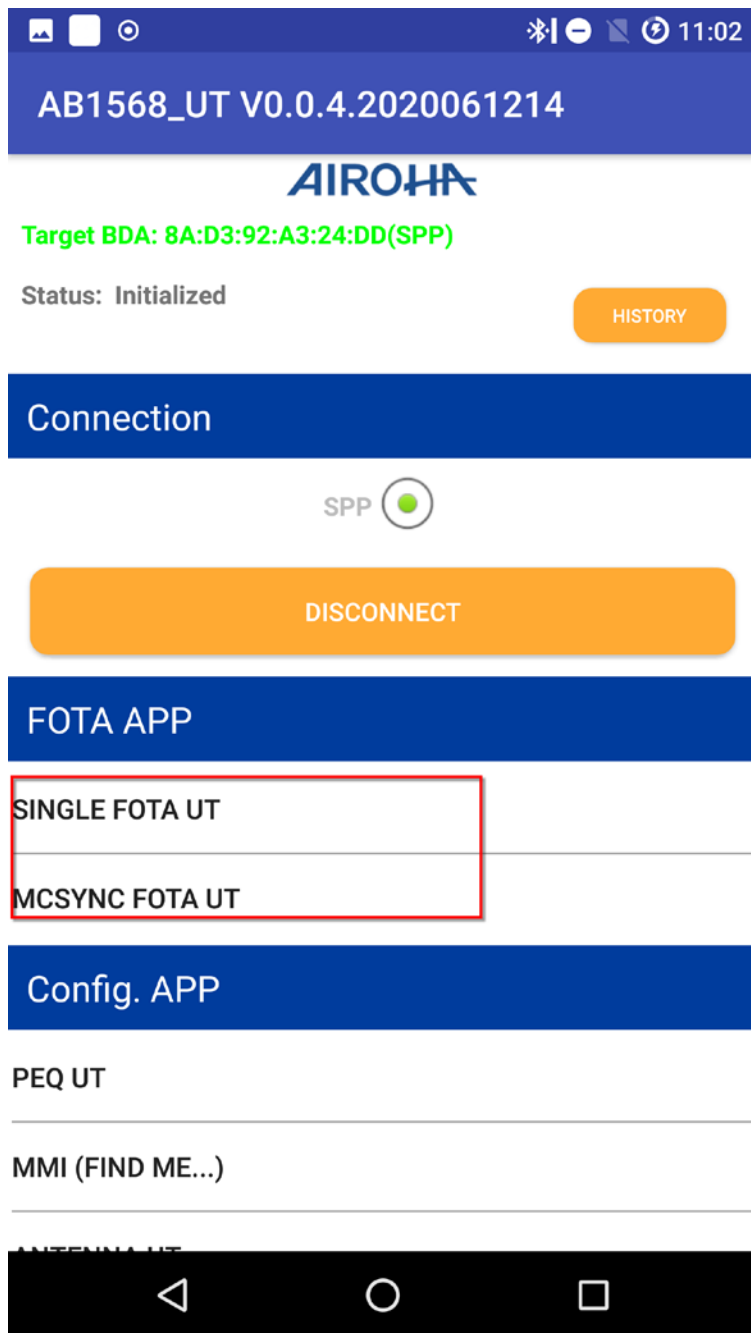 11:02
AB1568_UT V0.0.4.2020061214
AIROHA
Target BDA: 8A:D3:92:A3:24:DD(SPP)
Status: Initialized
HISTORY
Connection
SPP
DISCONNECT
FOTA APP
SINGLE FOTA UT
MCSYNC FOTA UT
Config. APP
PEQ UT
MMI (FIND ME...)
ANTENNA UT